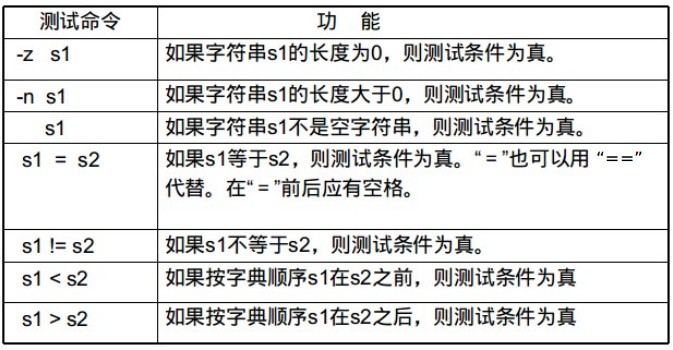 测试命令 功 能
-z s1 如果字符串s1的长度为0，则测试条件为真。
-n s1 如果字符串s1的长度大于0，则测试条件为真。
s1 如果字符串s1不是空字符串，则测试条件为真。
s1 = s2 如果s1等于s2，则测试条件为真。“=”也可以用 “==”
代替。在“=”前后应有空格。
s1 != s2 如果s1不等于s2，则测试条件为真。
s1 < s2 如果按字典顺序s1在s2之前，则测试条件为真
s1 > s2 如果按字典顺序s1在s2之后，则测试条件为真